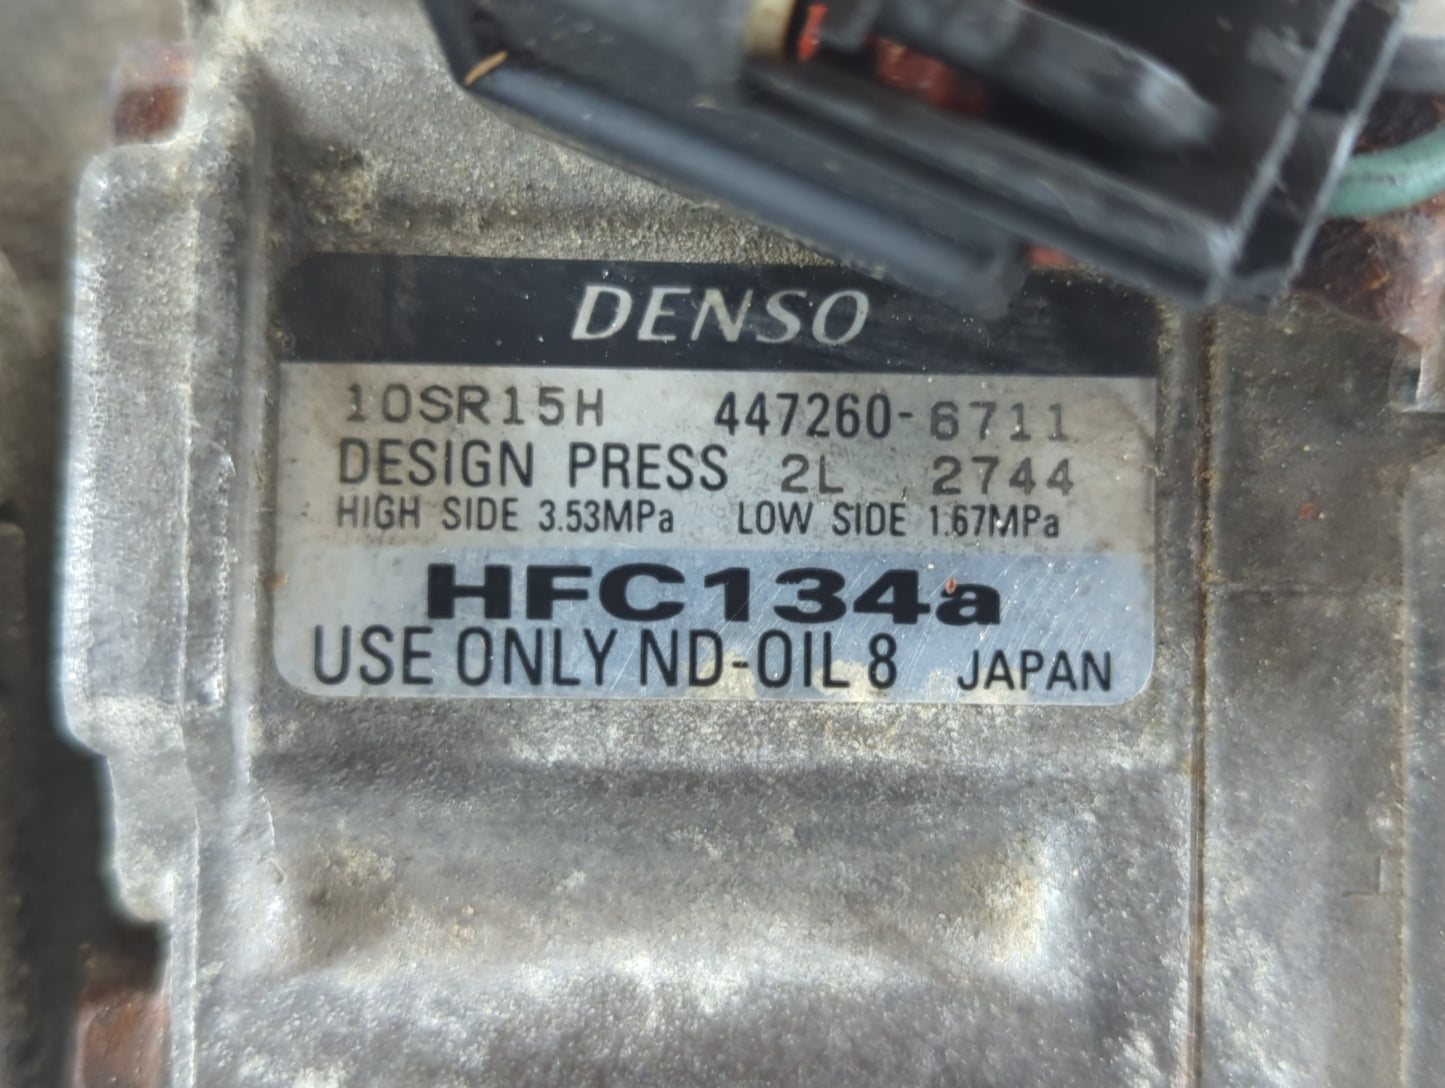 DENSO
10SR15H 447260-6711
DESIGN PRESS 2L 2744
HIGH SIDE 3.53MPa LOW SIDE 1.67MPa
HFC134a
USE ONLY ND-OIL 8 JAPAN